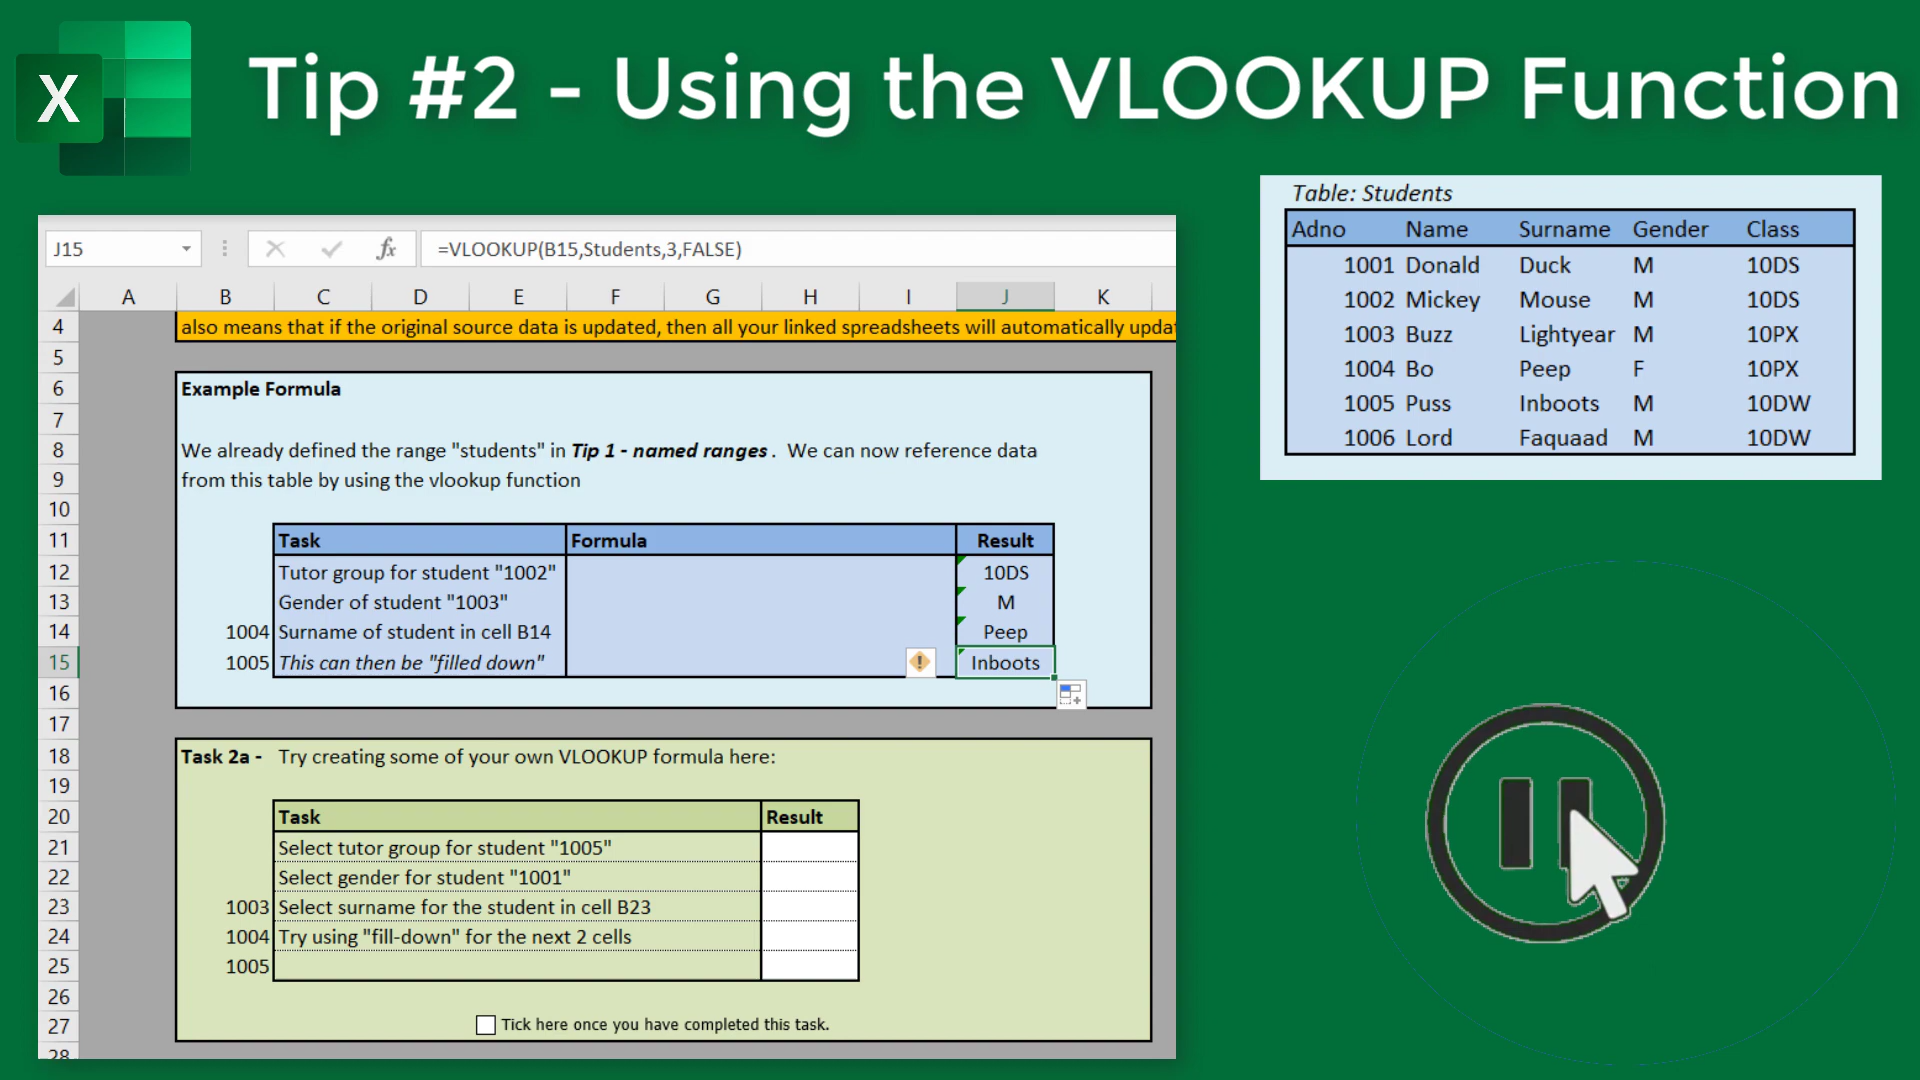 X
Tip #2 - Using the VLOOKUP Function
Table: Students
Adno Name Surname Gender Class
1001 Donald Duck M 10DS
1002 Mickey Mouse M 10DS
1003 Buzz Lightyear M 10PX
1004 Bo Peep F 10PX
1005 Puss Inboots M 10DW
1006 Lord Faquaad M 10DW
J15 fx =VLOOKUP(B15,Students,3,FALSE)
A B C D E F G H I J K
4 also means that if the original source data is updated, then all your linked spreadsheets will automatically updat
5
6 Example Formula
7
8 We already defined the range "students" in Tip 1 - named ranges . We can now reference data
9 from this table by using the vlookup function
10
11 Task Formula Result
12 Tutor group for student "1002" 10DS
13 Gender of student "1003" M
14 1004 Surname of student in cell B14 Peep
15 1005 This can then be "filled down" Inboots
16
17
18 Task 2a - Try creating some of your own VLOOKUP formula here:
19
20 Task Result
21 Select tutor group for student "1005"
22 Select gender for student "1001"
23 1003 Select surname for the student in cell B23
24 1004 Try using "fill-down" for the next 2 cells
25 1005
26
27 Tick here once you have completed this task.
28